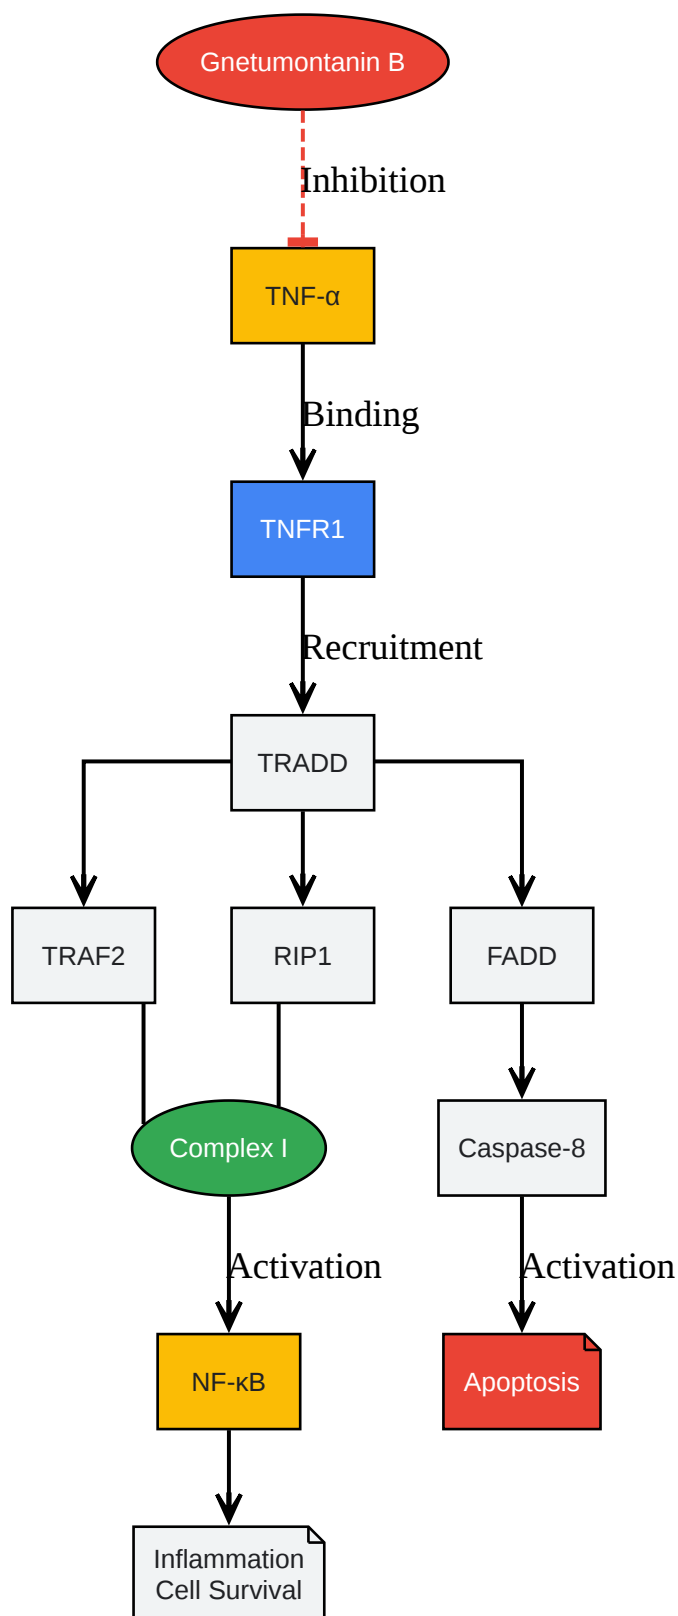 Gnetumontanin B
Inhibition
TNF-α
Binding
TNFR1
Recruitment
TRADD
TRAF2
RIP1
FADD
Complex I
Caspase-8
Activation
Activation
NF-κB
Apoptosis
Inflammation
Cell Survival